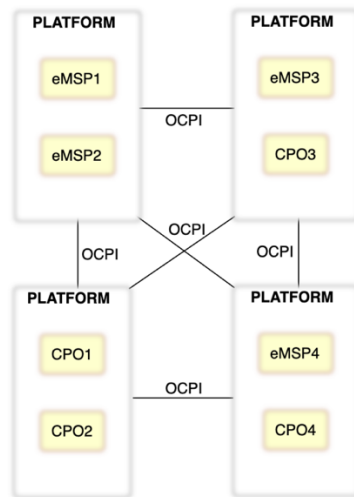 PLATFORM
eMSP1
eMSP2
PLATFORM
eMSP3
CPO3
OCPI
OCPI
OCPI
OCPI
PLATFORM
CPO1
CPO2
PLATFORM
eMSP4
CPO4
OCPI